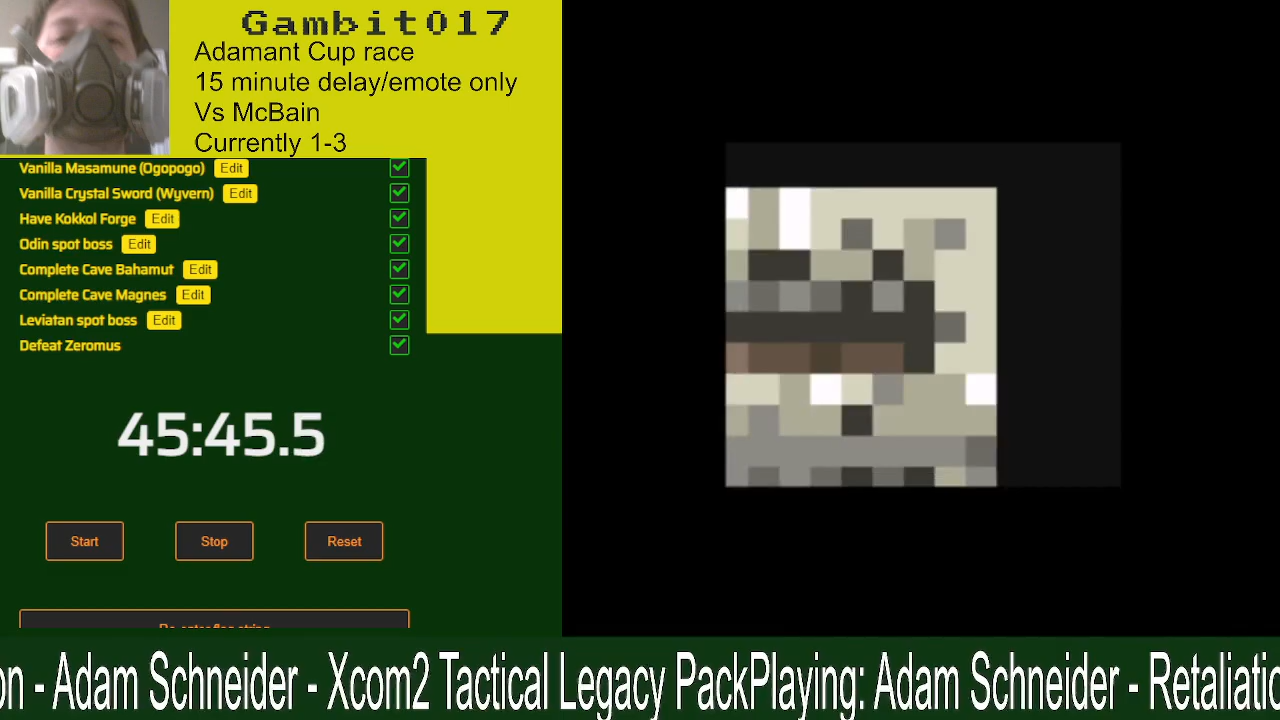 Gambit017
Adamant Cup race
15 minute delay/emote only
Vs McBain
Currently 1-3
Vanilla Masamune (Ogopogo) Edit
Vanilla Crystal Sword (Wyvern) Edit
Have Kokkol Forge Edit
Odin spot boss Edit
Complete Cave Bahamut Edit
Complete Cave Magnes Edit
Leviatan spot boss Edit
Defeat Zeromus
45:45.5
Start Stop Reset
on - Adam Schneider - Xcom2 Tactical Legacy PackPlaying: Adam Schneider - Retaliatio